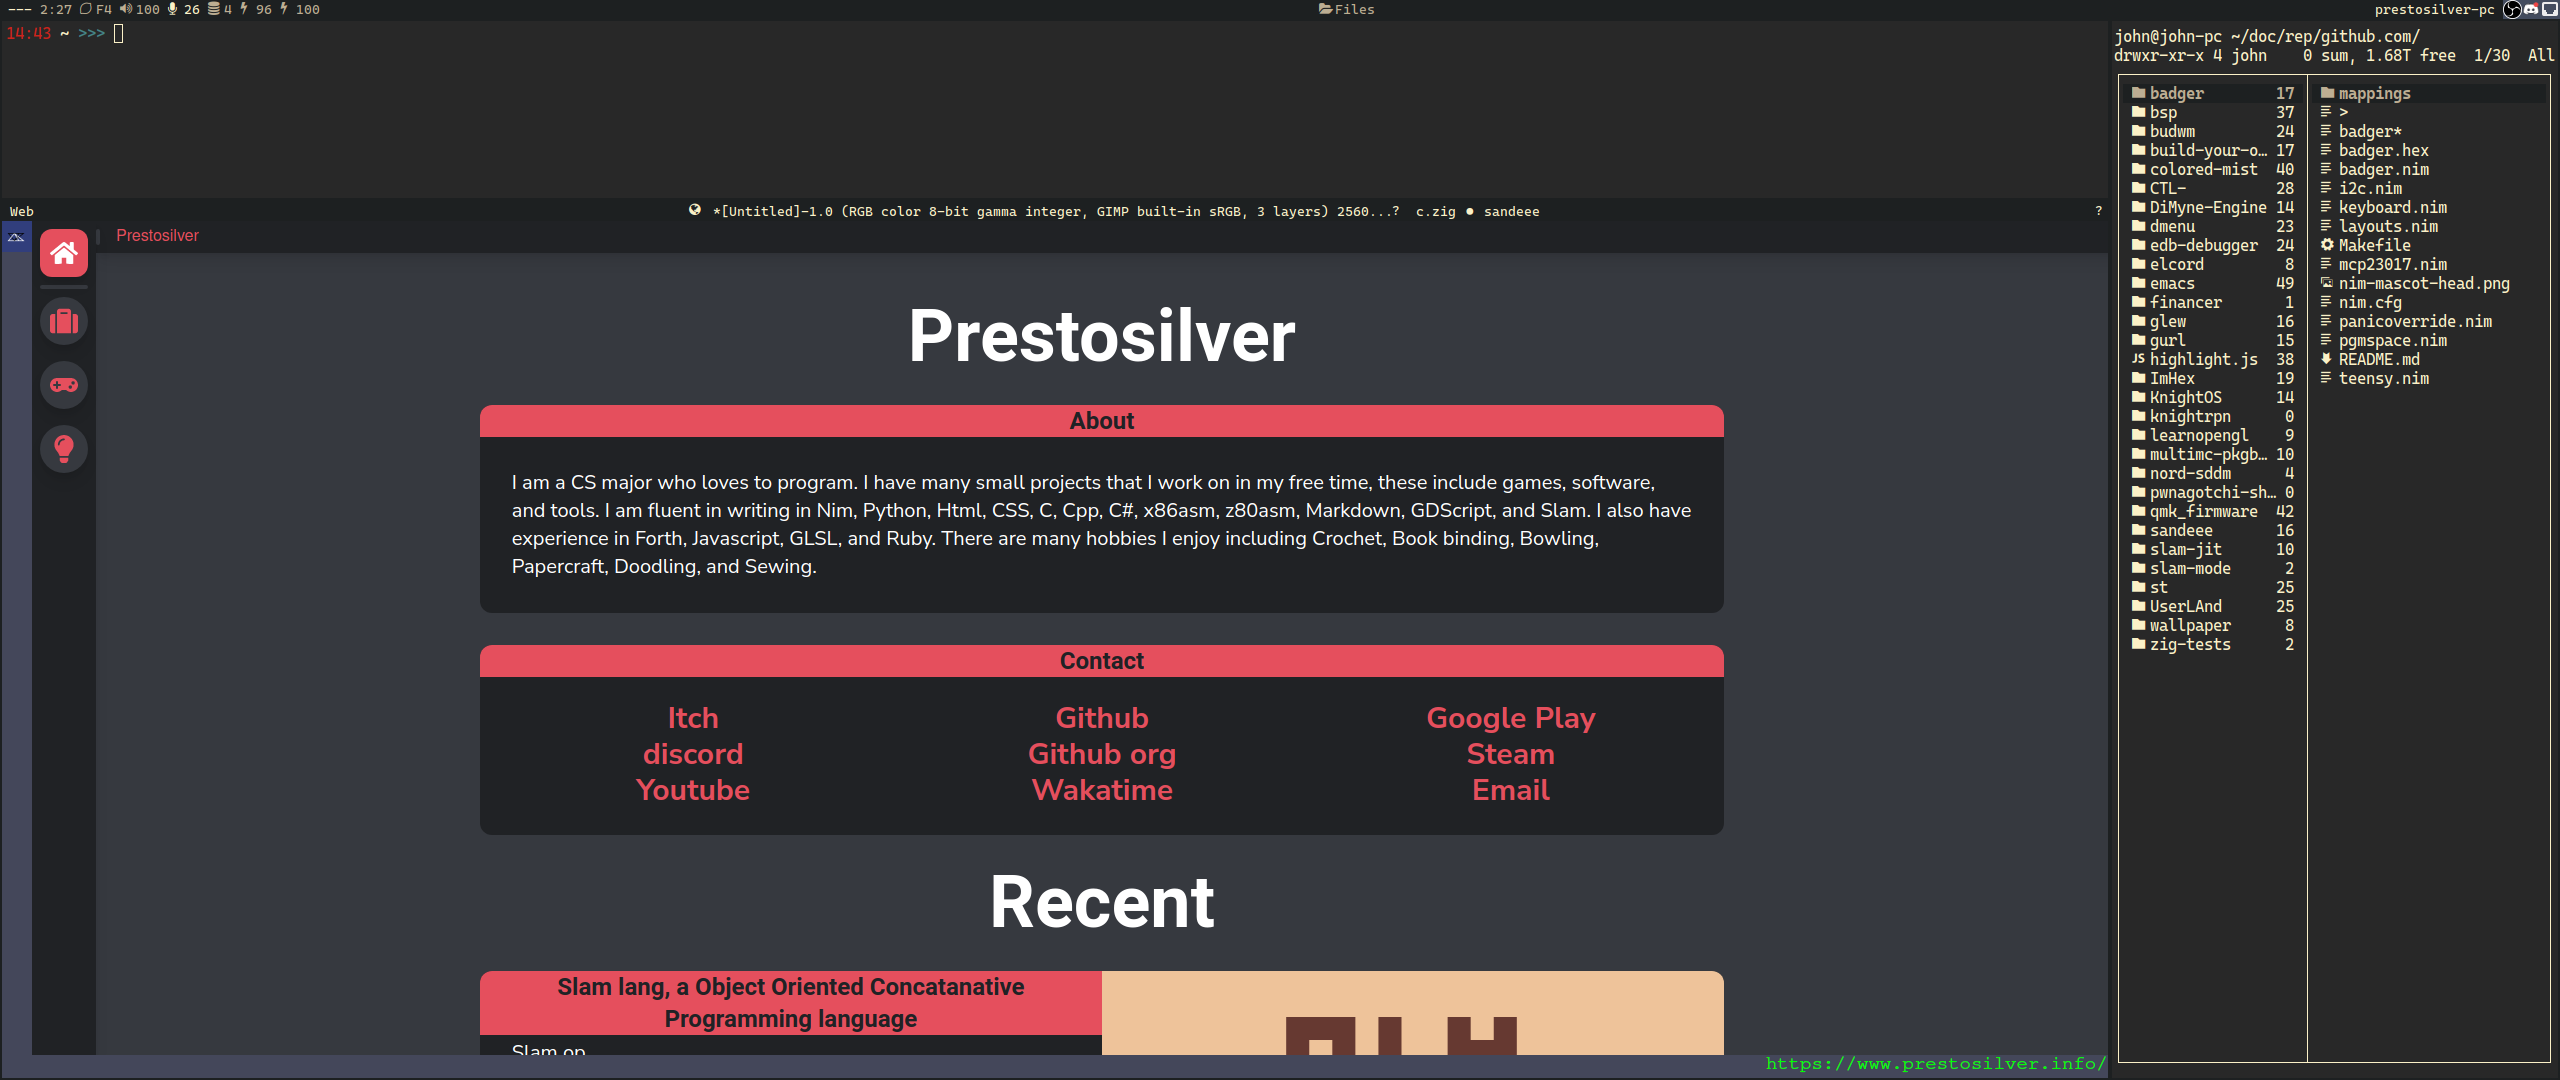 --- 2:27 F4 100 26 4 96 100
Files
prestosilver-pc
14:43 ~ >>>
Web
*[Untitled]-1.0 (RGB color 8-bit gamma integer, GIMP built-in sRGB, 3 layers) 2560...? c.zig ● sandeee
?
Prestosilver
Prestosilver
About
I am a CS major who loves to program. I have many small projects that I work on in my free time, these include games, software,
and tools. I am fluent in writing in Nim, Python, Html, CSS, C, Cpp, C#, x86asm, z80asm, Markdown, GDScript, and Slam. I also have
experience in Forth, Javascript, GLSL, and Ruby. There are many hobbies I enjoy including Crochet, Book binding, Bowling,
Papercraft, Doodling, and Sewing.
Contact
Itch Github Google Play
discord Github org Steam
Youtube Wakatime Email
Recent
Slam lang, a Object Oriented Concatanative
Programming language
Slam op
https://www.prestosilver.info/
john@john-pc ~/doc/rep/github.com/
drwxr-xr-x 4 john 0 sum, 1.68T free 1/30 All
badger 17
bsp 37
budwm 24
build-your-o… 17
colored-mist 40
CTL- 28
DiMyne-Engine 14
dmenu 23
edb-debugger 24
elcord 8
emacs 49
financer 1
glew 16
gurl 15
JS highlight.js 38
ImHex 19
KnightOS 14
knightrpn 0
learnopengl 9
multimc-pkgb… 10
nord-sddm 4
pwnagotchi-sh… 0
qmk_firmware 42
sandeee 16
slam-jit 10
slam-mode 2
st 25
UserLAnd 25
wallpaper 8
zig-tests 2
mappings
>
badger*
badger.hex
badger.nim
i2c.nim
keyboard.nim
layouts.nim
Makefile
mcp23017.nim
nim-mascot-head.png
nim.cfg
panicoverride.nim
pgmspace.nim
README.md
teensy.nim